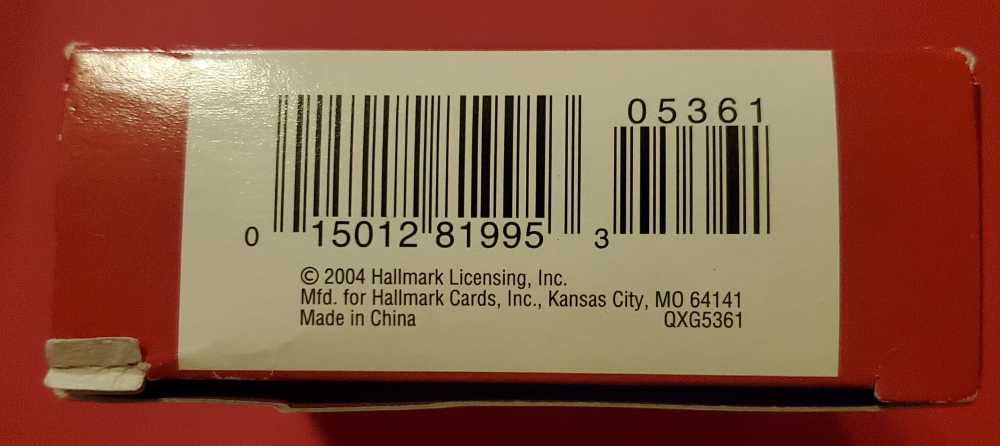 05361
0 15012 81995 3
© 2004 Hallmark Licensing, Inc.
Mfd. for Hallmark Cards, Inc., Kansas City, MO 64141
Made in China QXG5361